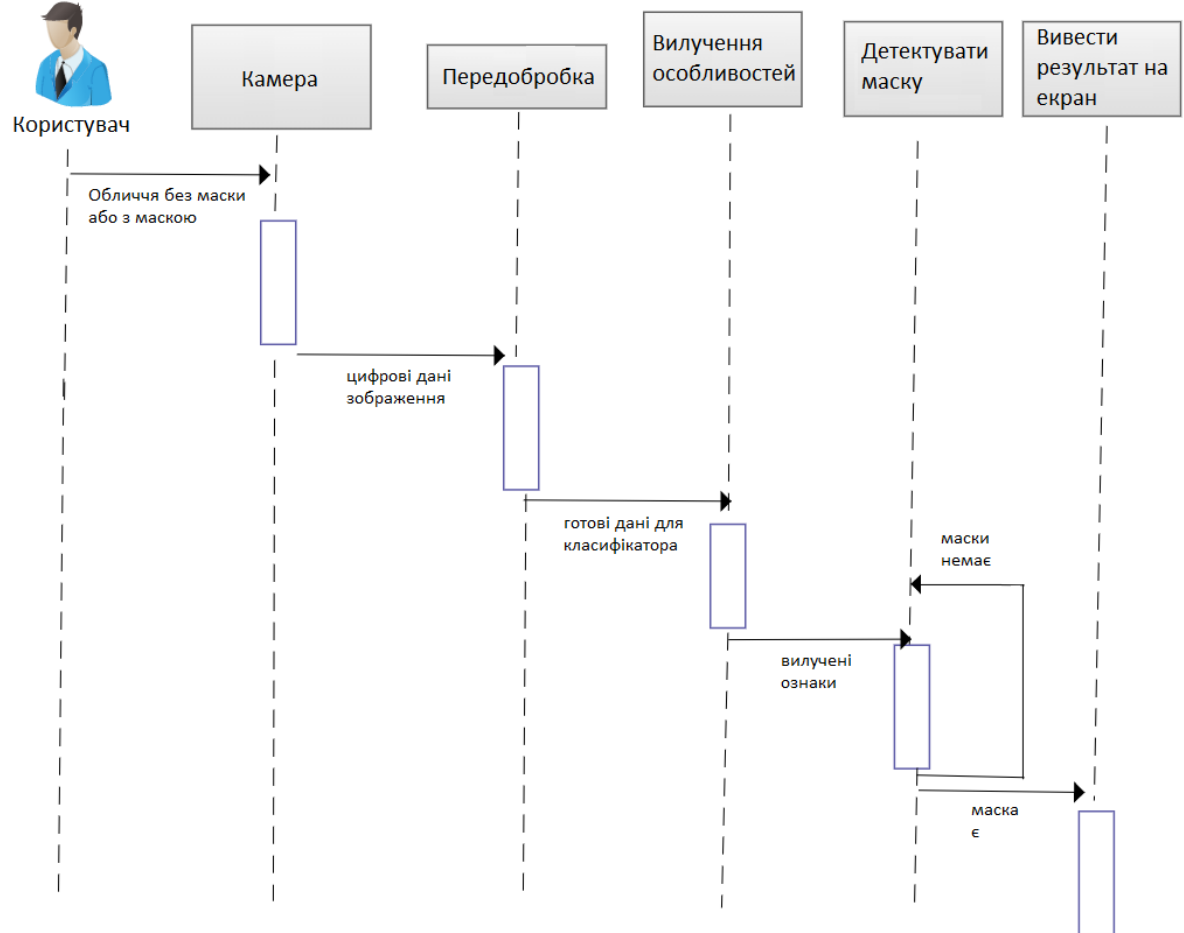 Користувач
Камера
Передобробка
Вилучення
особливостей
Детектувати
маску
Вивести
результат на
екран
Обличчя без маски
або з маскою
цифрові дані
зображення
готові дані для
класифікатора
маски
немає
вилучені
ознаки
маска
є